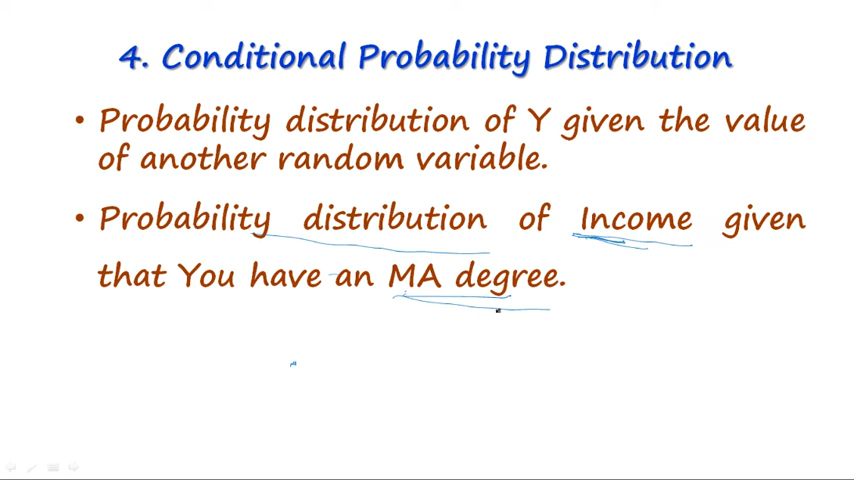 4. Conditional Probability Distribution
• Probability distribution of Y given the value
of another random variable.
• Probability distribution of Income given
that You have an MA degree.